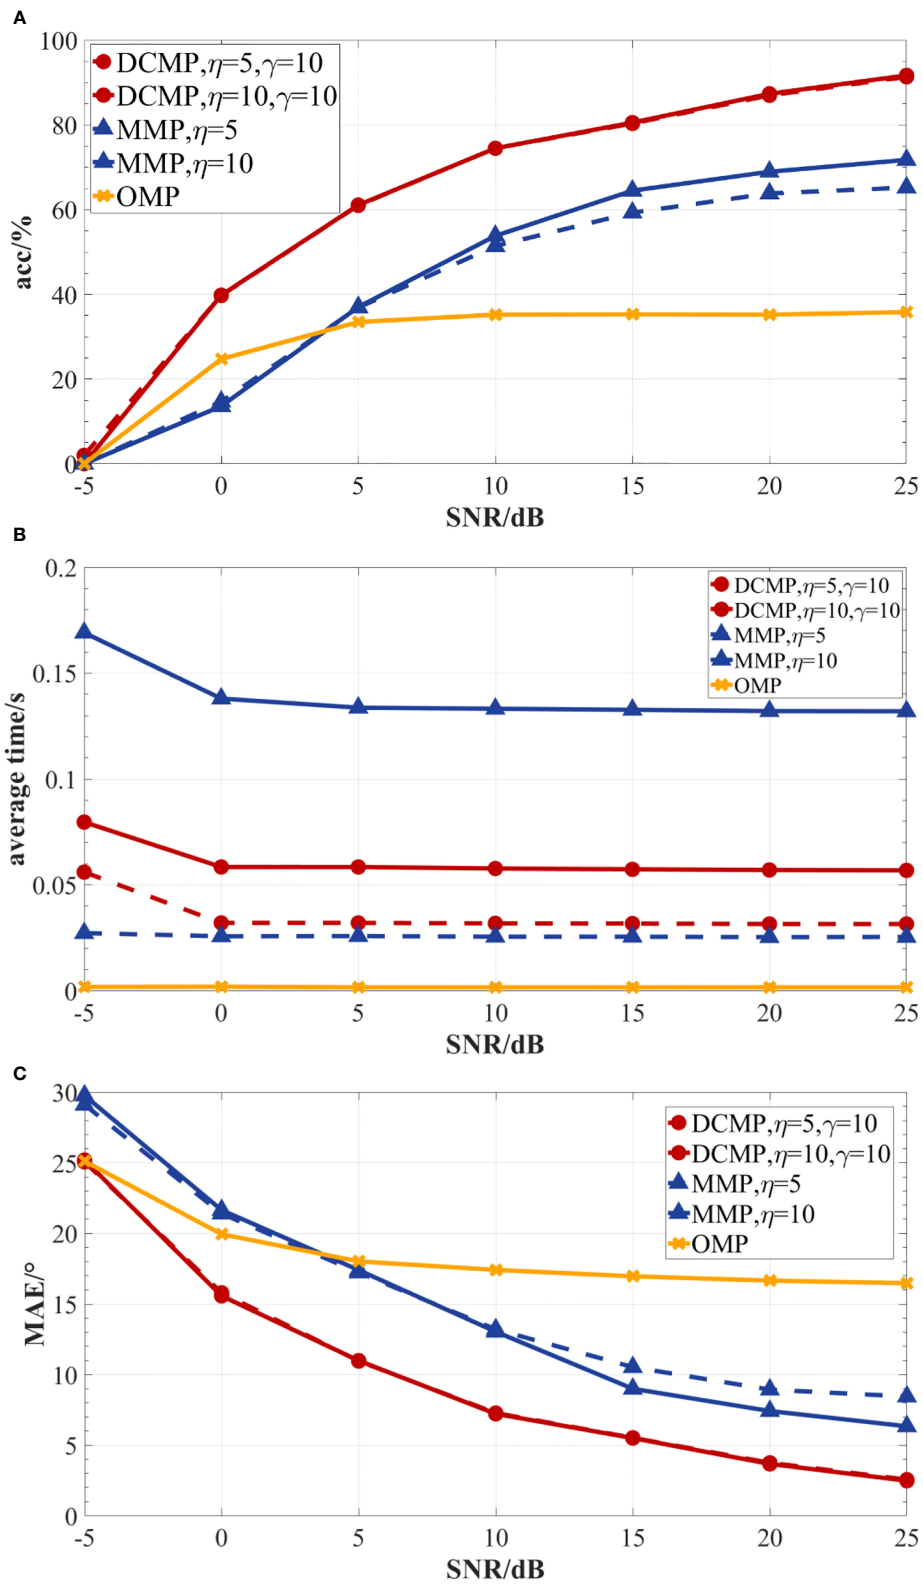 A
100
80
60
40
20
0
acc/%
DCMP,η=5,γ=10
DCMP,η=10,γ=10
MMP,η=5
MMP,η=10
OMP
-5 0 5 10 15 20 25
SNR/dB
B
0.2
0.15
0.1
0.05
0
average time/s
DCMP,η=5,γ=10
DCMP,η=10,γ=10
MMP,η=5
MMP,η=10
OMP
-5 0 5 10 15 20 25
SNR/dB
C
30
25
20
15
10
5
0
MAE/°
DCMP,η=5,γ=10
DCMP,η=10,γ=10
MMP,η=5
MMP,η=10
OMP
-5 0 5 10 15 20 25
SNR/dB